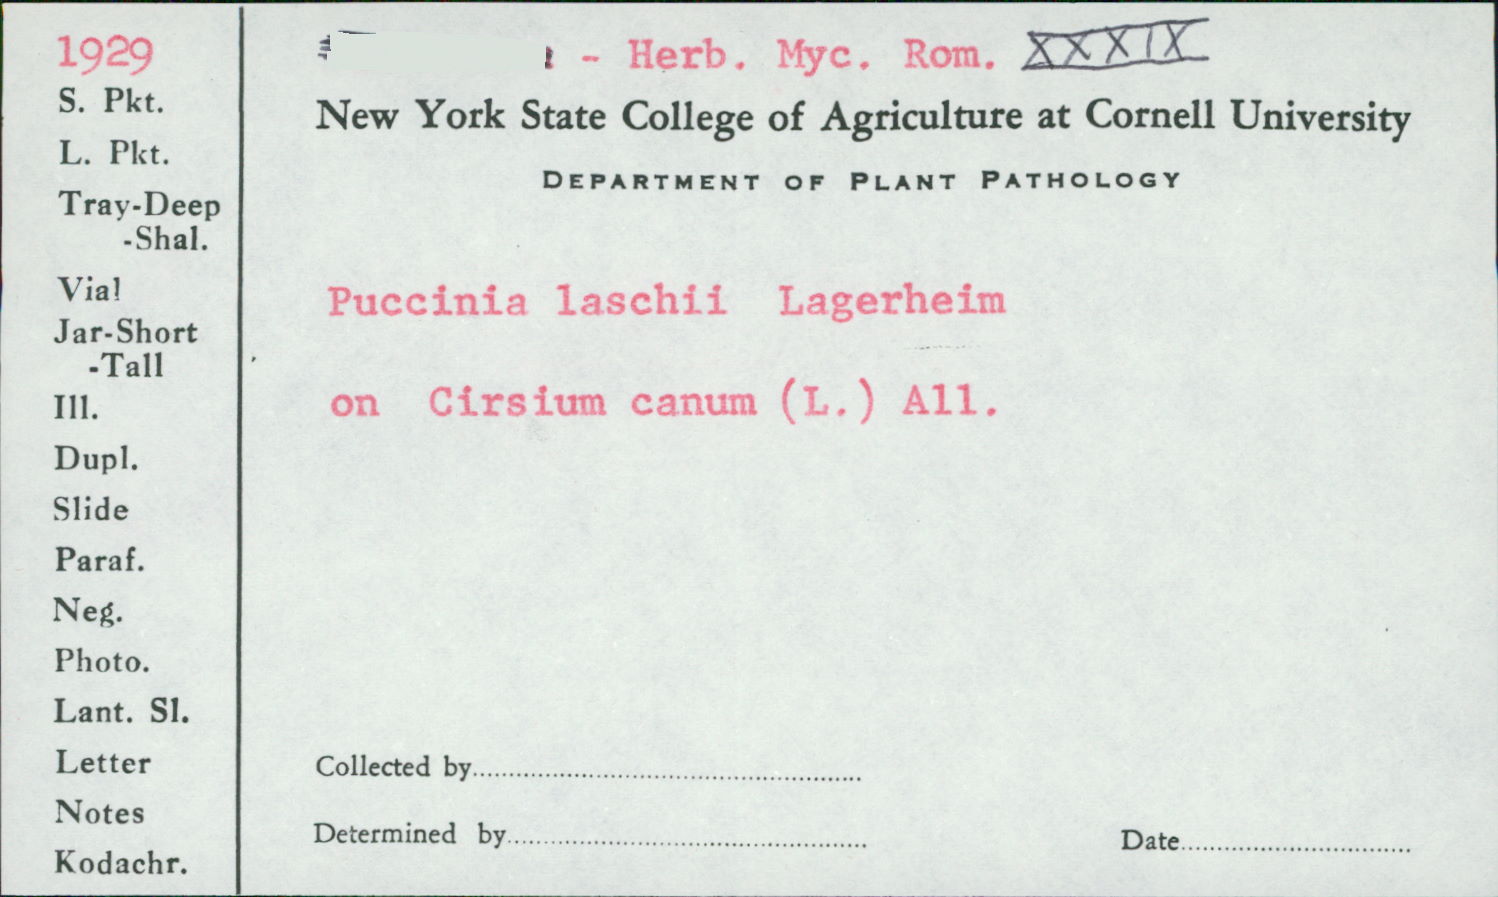 1929
S. Pkt.
L. Pkt.
Tray-Deep
-Shal.
Vial
Jar-Short
-Tall
Ill.
Dupl.
Slide
Paraf.
Neg.
Photo.
Lant. Sl.
Letter
Notes
Kodachr.
- Herb. Myc. Rom. XXXIX
New York State College of Agriculture at Cornell University
DEPARTMENT OF PLANT PATHOLOGY
Puccinia laschii Lagerheim
on Cirsium canum (L.) All.
Collected by
Determined by
Date